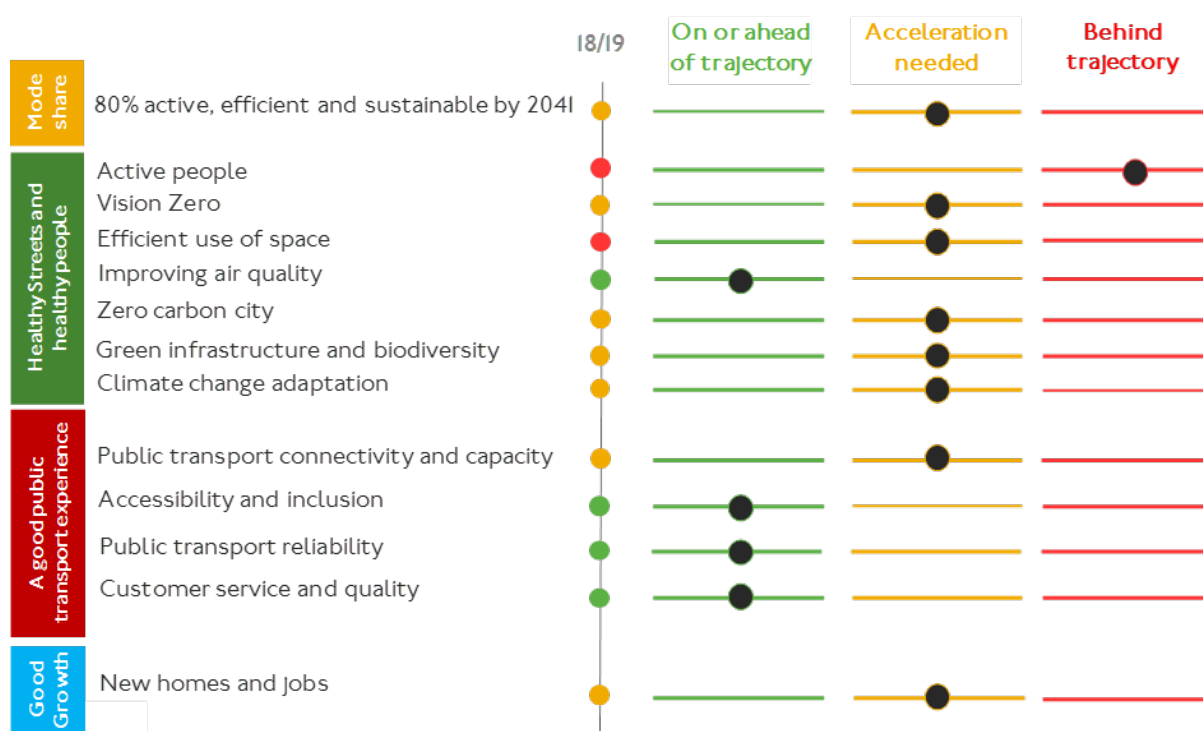 18/19
On or ahead
of trajectory
Acceleration
needed
Behind
trajectory
Mode
share
80% active, efficient and sustainable by 2041
Healthy Streets and
healthy people
Active people
Vision Zero
Efficient use of space
Improving air quality
Zero carbon city
Green infrastructure and biodiversity
Climate change adaptation
A good public
transport experience
Public transport connectivity and capacity
Accessibility and inclusion
Public transport reliability
Customer service and quality
Good
Growth
New homes and jobs